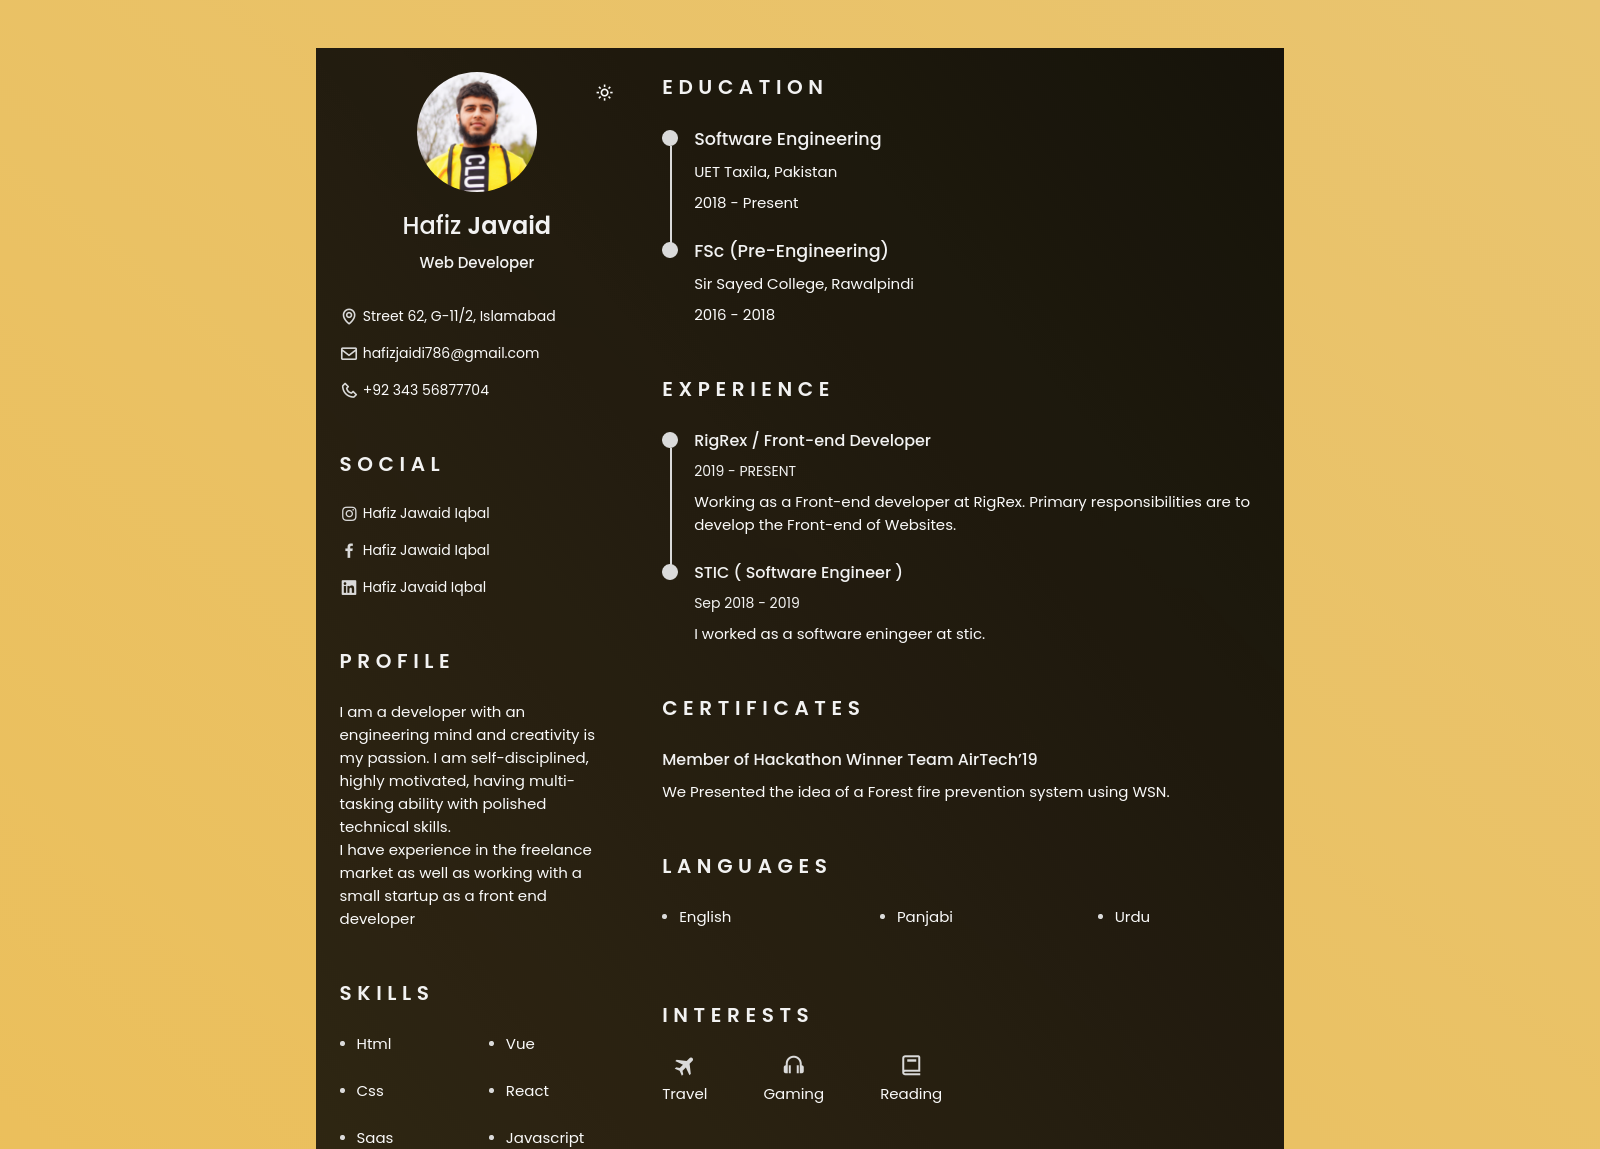 CLU
Hafiz Javaid
Web Developer
Street 62, G-11/2, Islamabad
hafizjaidi786@gmail.com
+92 343 56877704
SOCIAL
Hafiz Jawaid Iqbal
Hafiz Jawaid Iqbal
Hafiz Javaid Iqbal
PROFILE
I am a developer with an
engineering mind and creativity is
my passion. I am self-disciplined,
highly motivated, having multi-
tasking ability with polished
technical skills.
I have experience in the freelance
market as well as working with a
small startup as a front end
developer
SKILLS
Html
Vue
Css
React
Saas
Javascript
EDUCATION
Software Engineering
UET Taxila, Pakistan
2018 - Present
FSc (Pre-Engineering)
Sir Sayed College, Rawalpindi
2016 - 2018
EXPERIENCE
RigRex / Front-end Developer
2019 - PRESENT
Working as a Front-end developer at RigRex. Primary responsibilities are to
develop the Front-end of Websites.
STIC ( Software Engineer )
Sep 2018 - 2019
I worked as a software eningeer at stic.
CERTIFICATES
Member of Hackathon Winner Team AirTech’19
We Presented the idea of a Forest fire prevention system using WSN.
LANGUAGES
English
Panjabi
Urdu
INTERESTS
Travel
Gaming
Reading